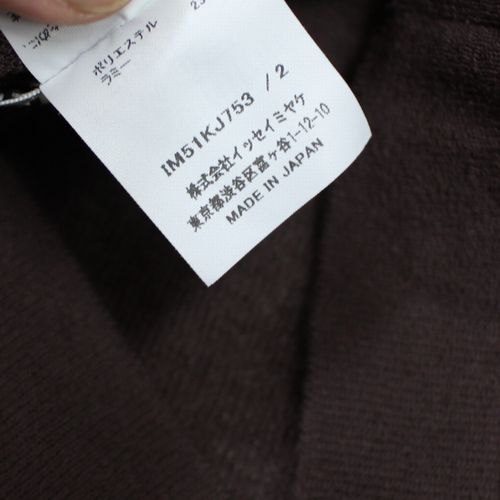 ポリエステル
ラミー
IM51KJ753 / 2
株式会社イッセイミヤケ
東京都渋谷区富ヶ谷1-12-10
MADE IN JAPAN